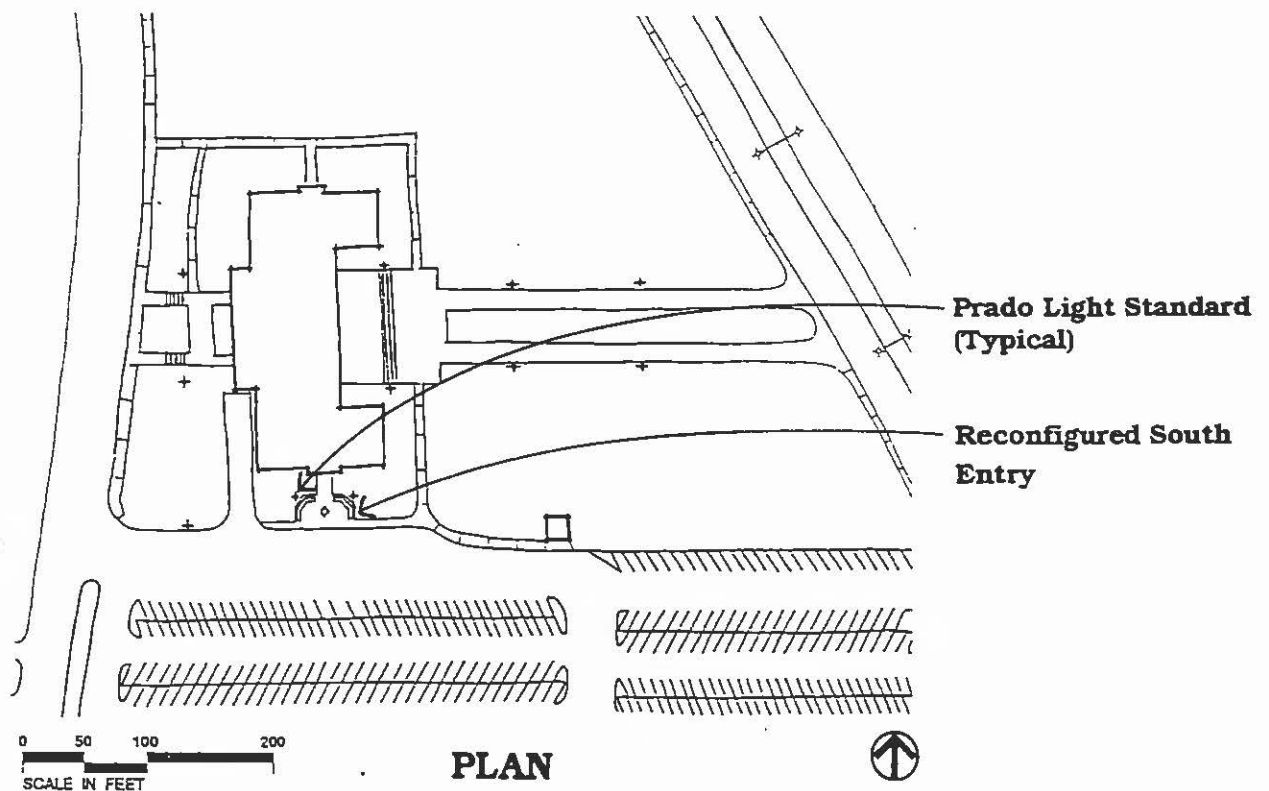 Prado Light Standard
(Typical)
Reconfigured South
Entry
0 50 100 200
SCALE IN FEET
PLAN